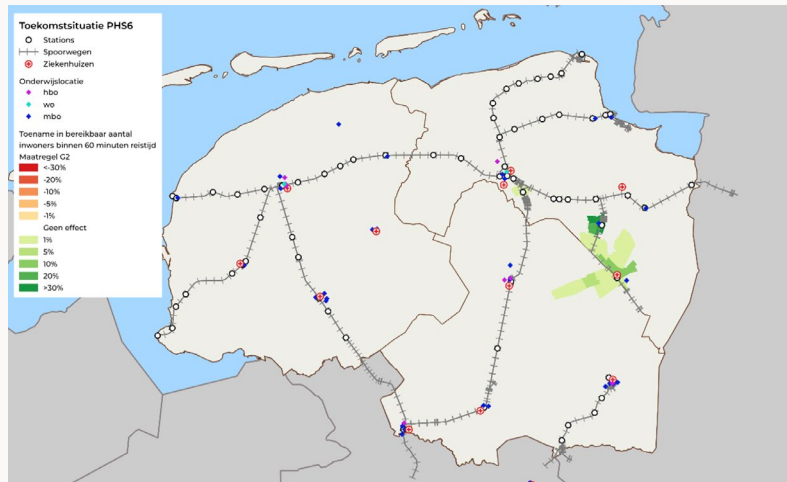 Toekomstsituatie PHS6
Stations
Spoorwegen
Ziekenhuizen
Onderwijslocatie
hbo
wo
mbo
Toename in bereikbaar aantal
inwoners binnen 60 minuten reistijd
Maatregel G2
<-30%
-20%
-10%
-5%
-1%
Geen effect
1%
5%
10%
20%
>30%